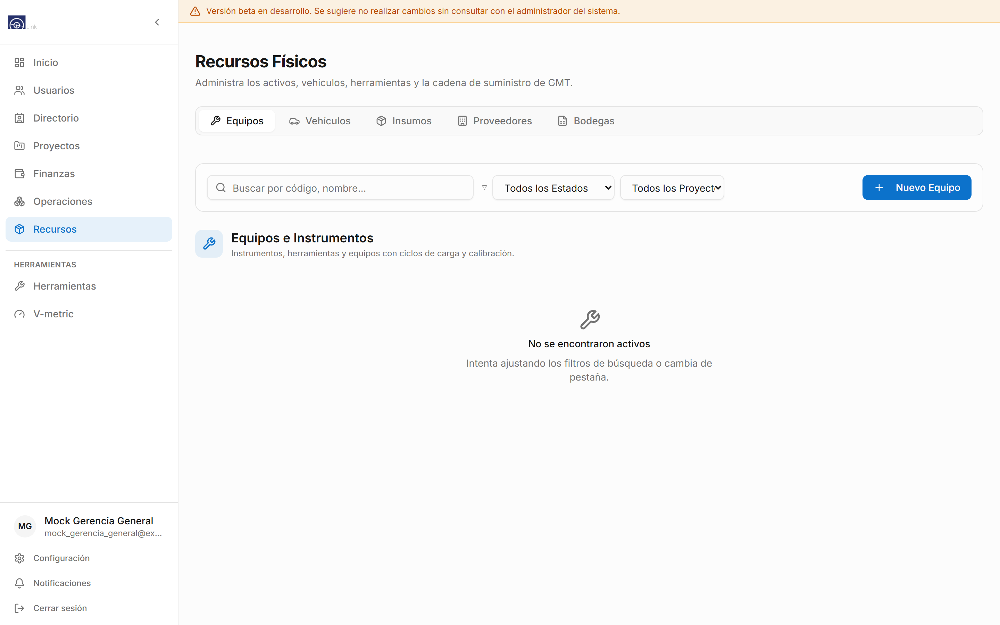 Link
Versión beta en desarrollo. Se sugiere no realizar cambios sin consultar con el administrador del sistema.
Inicio
Usuarios
Directorio
Proyectos
Finanzas
Operaciones
Recursos
HERRAMIENTAS
Herramientas
V-metric
MG
Mock Gerencia General
mock_gerencia_general@ex...
Configuración
Notificaciones
Cerrar sesión
Recursos Físicos
Administra los activos, vehículos, herramientas y la cadena de suministro de GMT.
Equipos
Vehículos
Insumos
Proveedores
Bodegas
Buscar por código, nombre...
Todos los Estados
Todos los Proyect
Nuevo Equipo
Equipos e Instrumentos
Instrumentos, herramientas y equipos con ciclos de carga y calibración.
No se encontraron activos
Intenta ajustando los filtros de búsqueda o cambia de
pestaña.